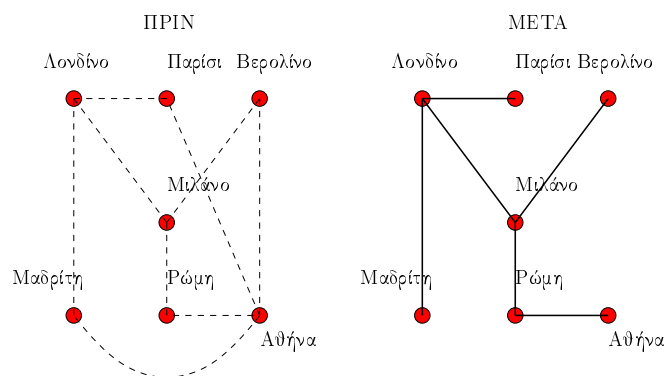 ΠΡΙΝ ΜΕΤΑ
Λονδίνο Παρίσι Βερολίνο Λονδίνο Παρίσι Βερολίνο
Μιλάνο Μιλάνο
Μαδρίτη Ρώμη Μαδρίτη Ρώμη
Αθήνα Αθήνα